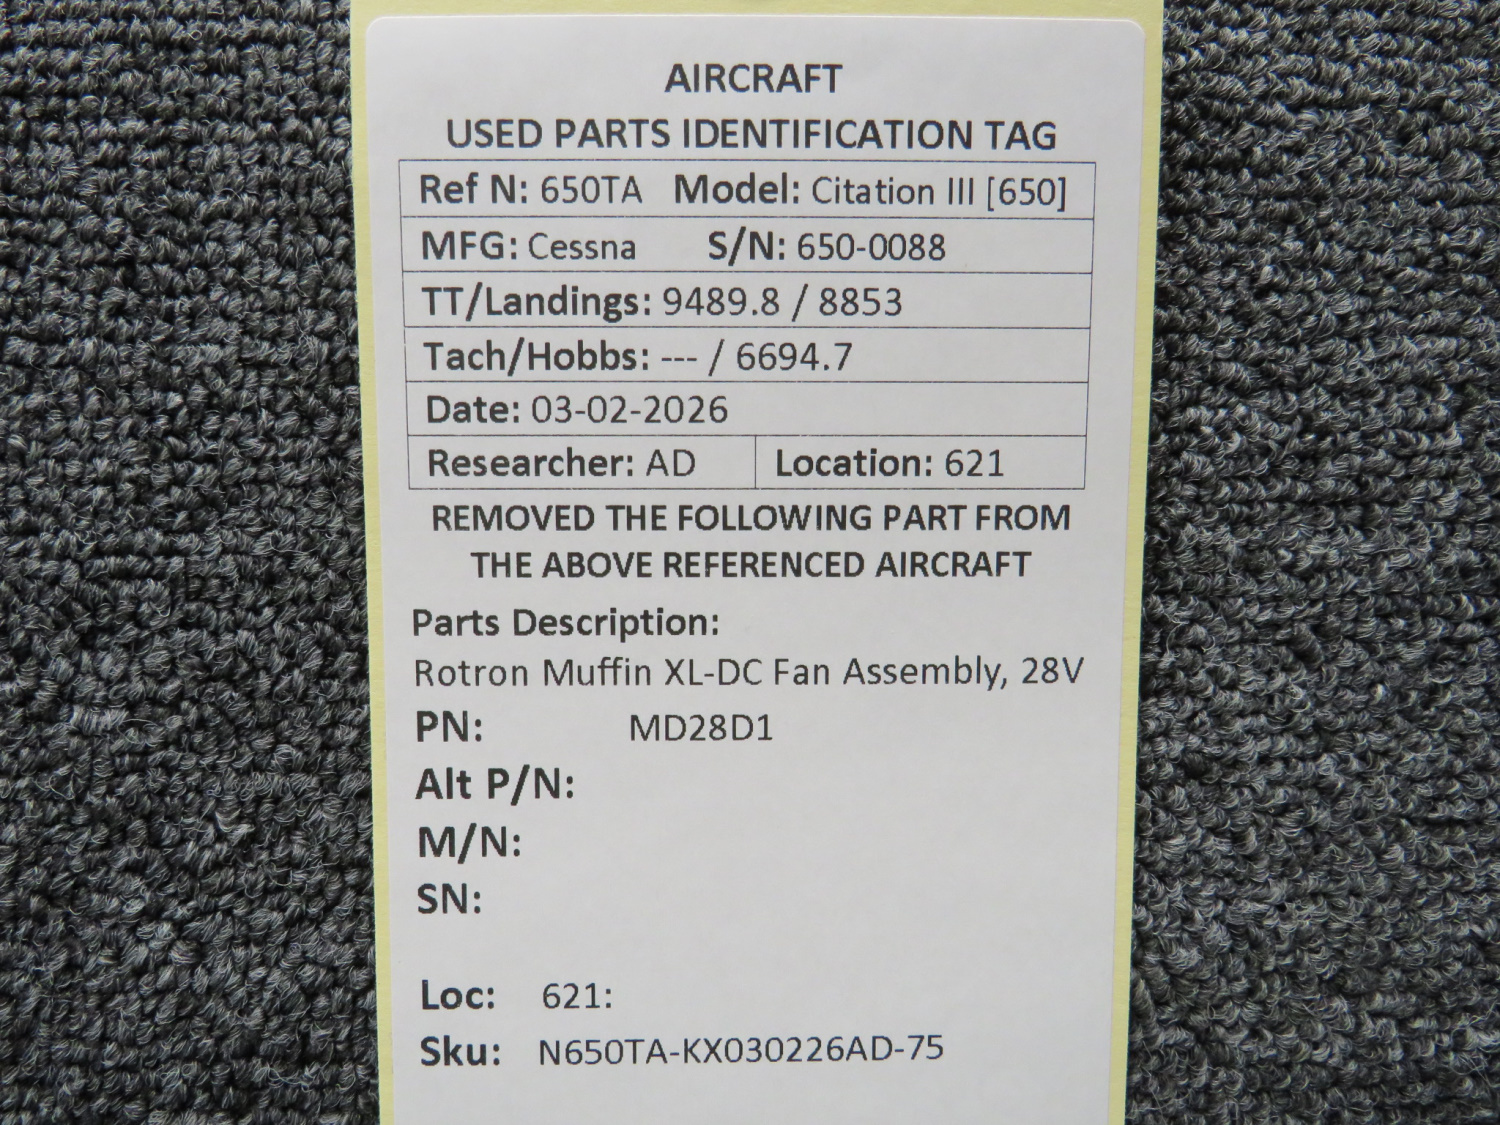 AIRCRAFT
USED PARTS IDENTIFICATION TAG
Ref N: 650TA Model: Citation III [650]
MFG: Cessna S/N: 650-0088
TT/Landings: 9489.8 / 8853
Tach/Hobbs: --- / 6694.7
Date: 03-02-2026
Researcher: AD Location: 621
REMOVED THE FOLLOWING PART FROM
THE ABOVE REFERENCED AIRCRAFT
Parts Description:
Rotron Muffin XL-DC Fan Assembly, 28V
PN: MD28D1
Alt P/N:
M/N:
SN:
Loc: 621:
Sku: N650TA-KX030226AD-75